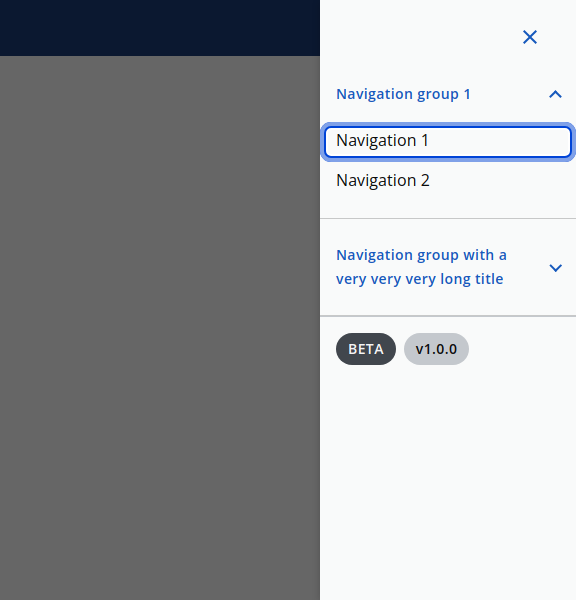 Navigation group 1
Navigation 1
Navigation 2
Navigation group with a
very very very long title
BETA v1.0.0